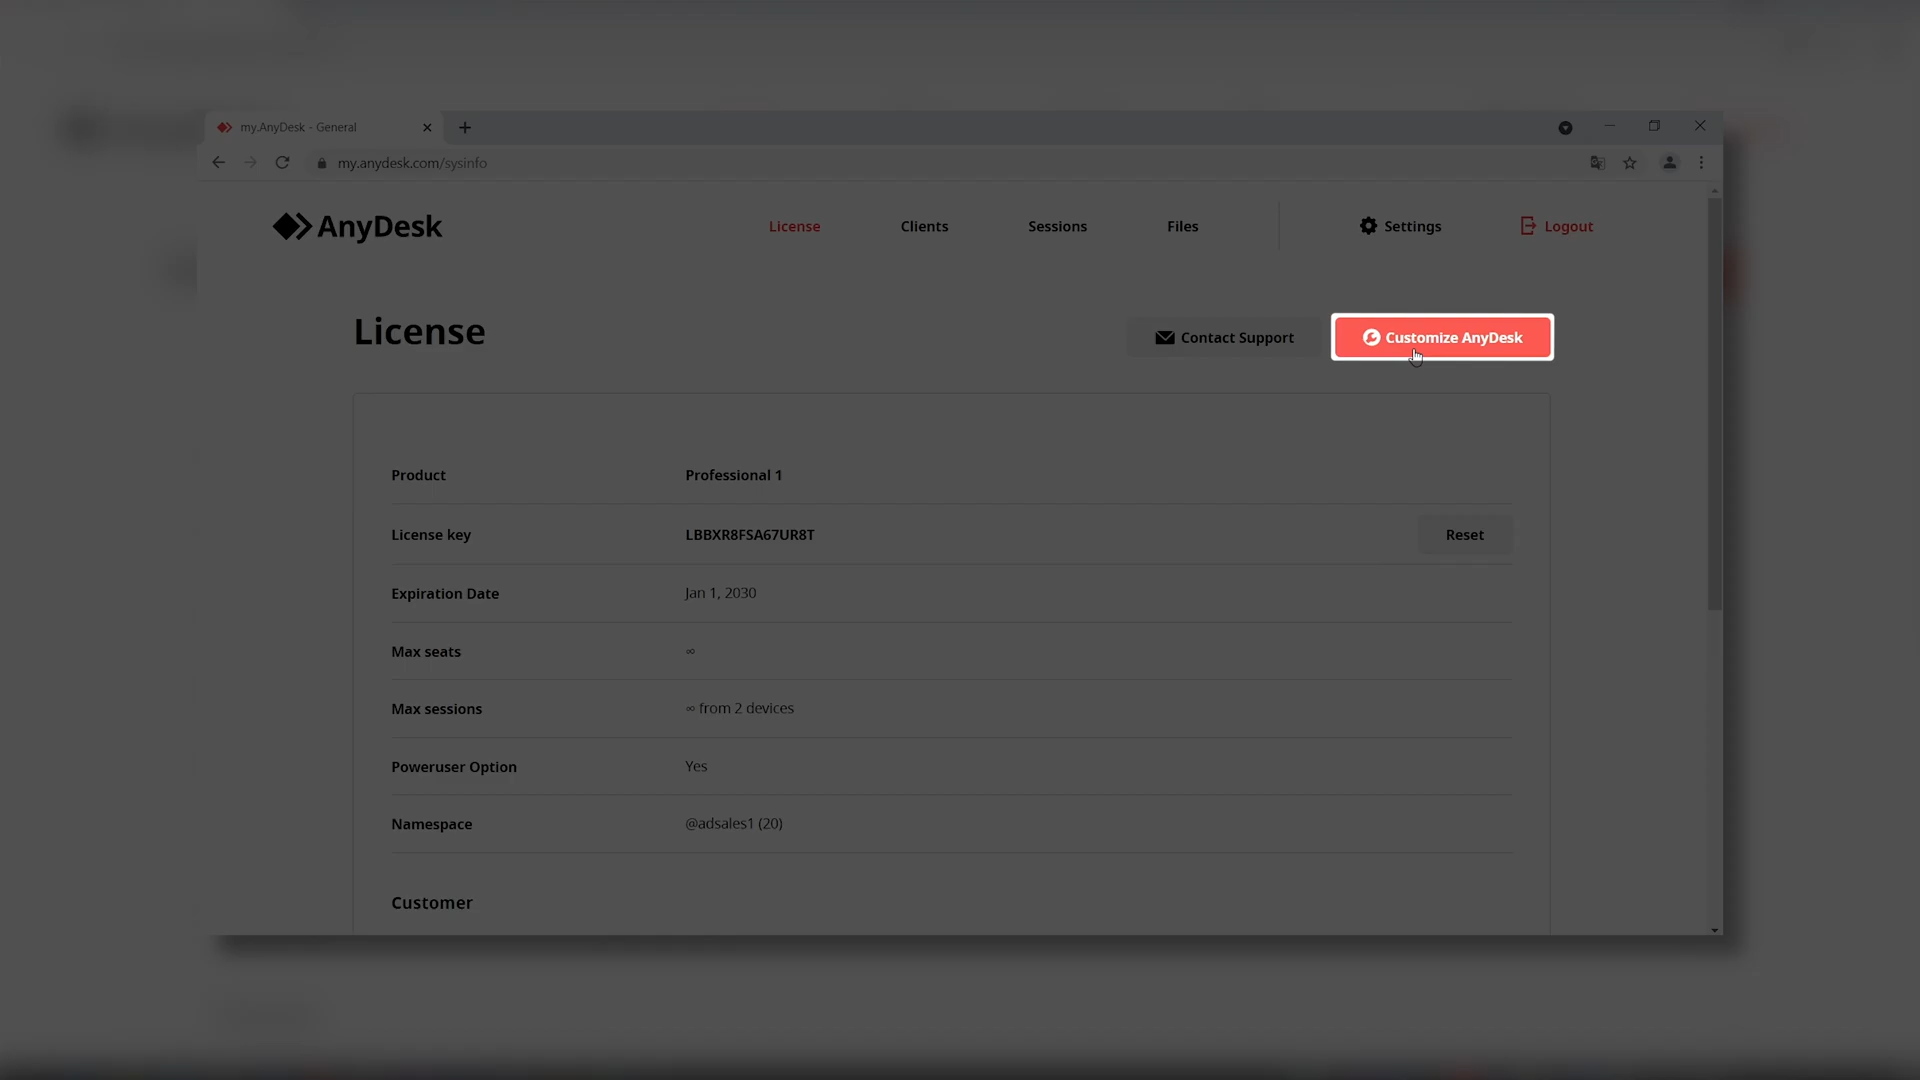 my.AnyDesk - General
my.anydesk.com/sysinfo
AnyDesk
License
Clients
Sessions
Files
Settings
Logout
License
Contact Support
Customize AnyDesk
Product
Professional 1
License key
LBBXR8FSA67UR8T
Reset
Expiration Date
Jan 1, 2030
Max seats
∞
Max sessions
∞ from 2 devices
Poweruser Option
Yes
Namespace
@adsales1 (20)
Customer